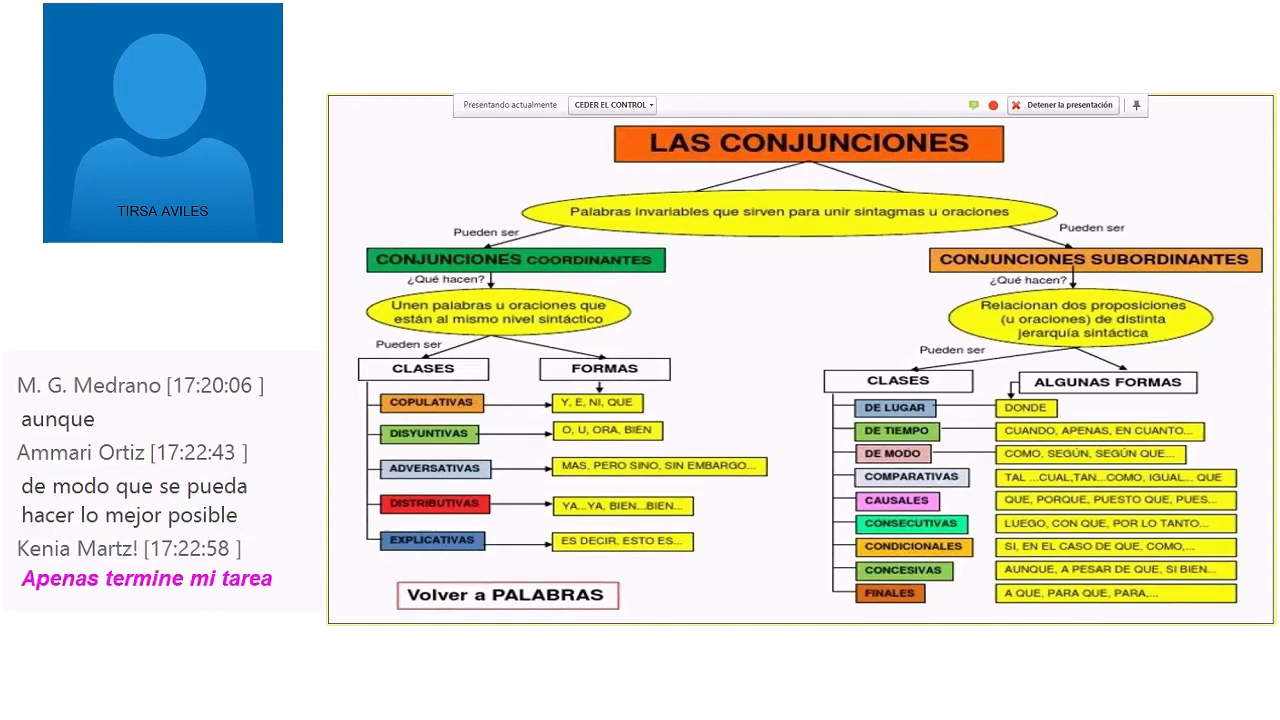 TIRSA AVILES
M. G. Medrano [17:20:06 ]
aunque
Ammari Ortiz [17:22:43 ]
de modo que se pueda
hacer lo mejor posible
Kenia Martz! [17:22:58 ]
Apenas termine mi tarea
Presentando actualmente
CEDER EL CONTROL
Detener la presentación
LAS CONJUNCIONES
Palabras invariables que sirven para unir sintagmas u oraciones
Pueden ser
Pueden ser
CONJUNCIONES COORDINANTES
¿Qué hacen?
Unen palabras u oraciones que
están al mismo nivel sintáctico
Pueden ser
CLASES
FORMAS
COPULATIVAS
Y, E, NI, QUE
DISYUNTIVAS
O, U, ORA, BIEN
ADVERSATIVAS
MAS, PERO SINO, SIN EMBARGO...
DISTRIBUTIVAS
YA...YA, BIEN...BIEN...
EXPLICATIVAS
ES DECIR, ESTO ES...
Volver a PALABRAS
CONJUNCIONES SUBORDINANTES
¿Qué hacen?
Relacionan dos proposiciones
(u oraciones) de distinta
jerarquía sintáctica
Pueden ser
CLASES
ALGUNAS FORMAS
DE LUGAR
DONDE
DE TIEMPO
CUANDO, APENAS, EN CUANTO...
DE MODO
COMO, SEGÚN, SEGÚN QUE...
COMPARATIVAS
TAL ...CUAL,TAN...COMO, IGUAL... QUE
CAUSALES
QUE, PORQUE, PUESTO QUE, PUES...
CONSECUTIVAS
LUEGO, CON QUE, POR LO TANTO...
CONDICIONALES
SI, EN EL CASO DE QUE, COMO,...
CONCESIVAS
AUNQUE, A PESAR DE QUE, SI BIEN...
FINALES
A QUE, PARA QUE, PARA,...